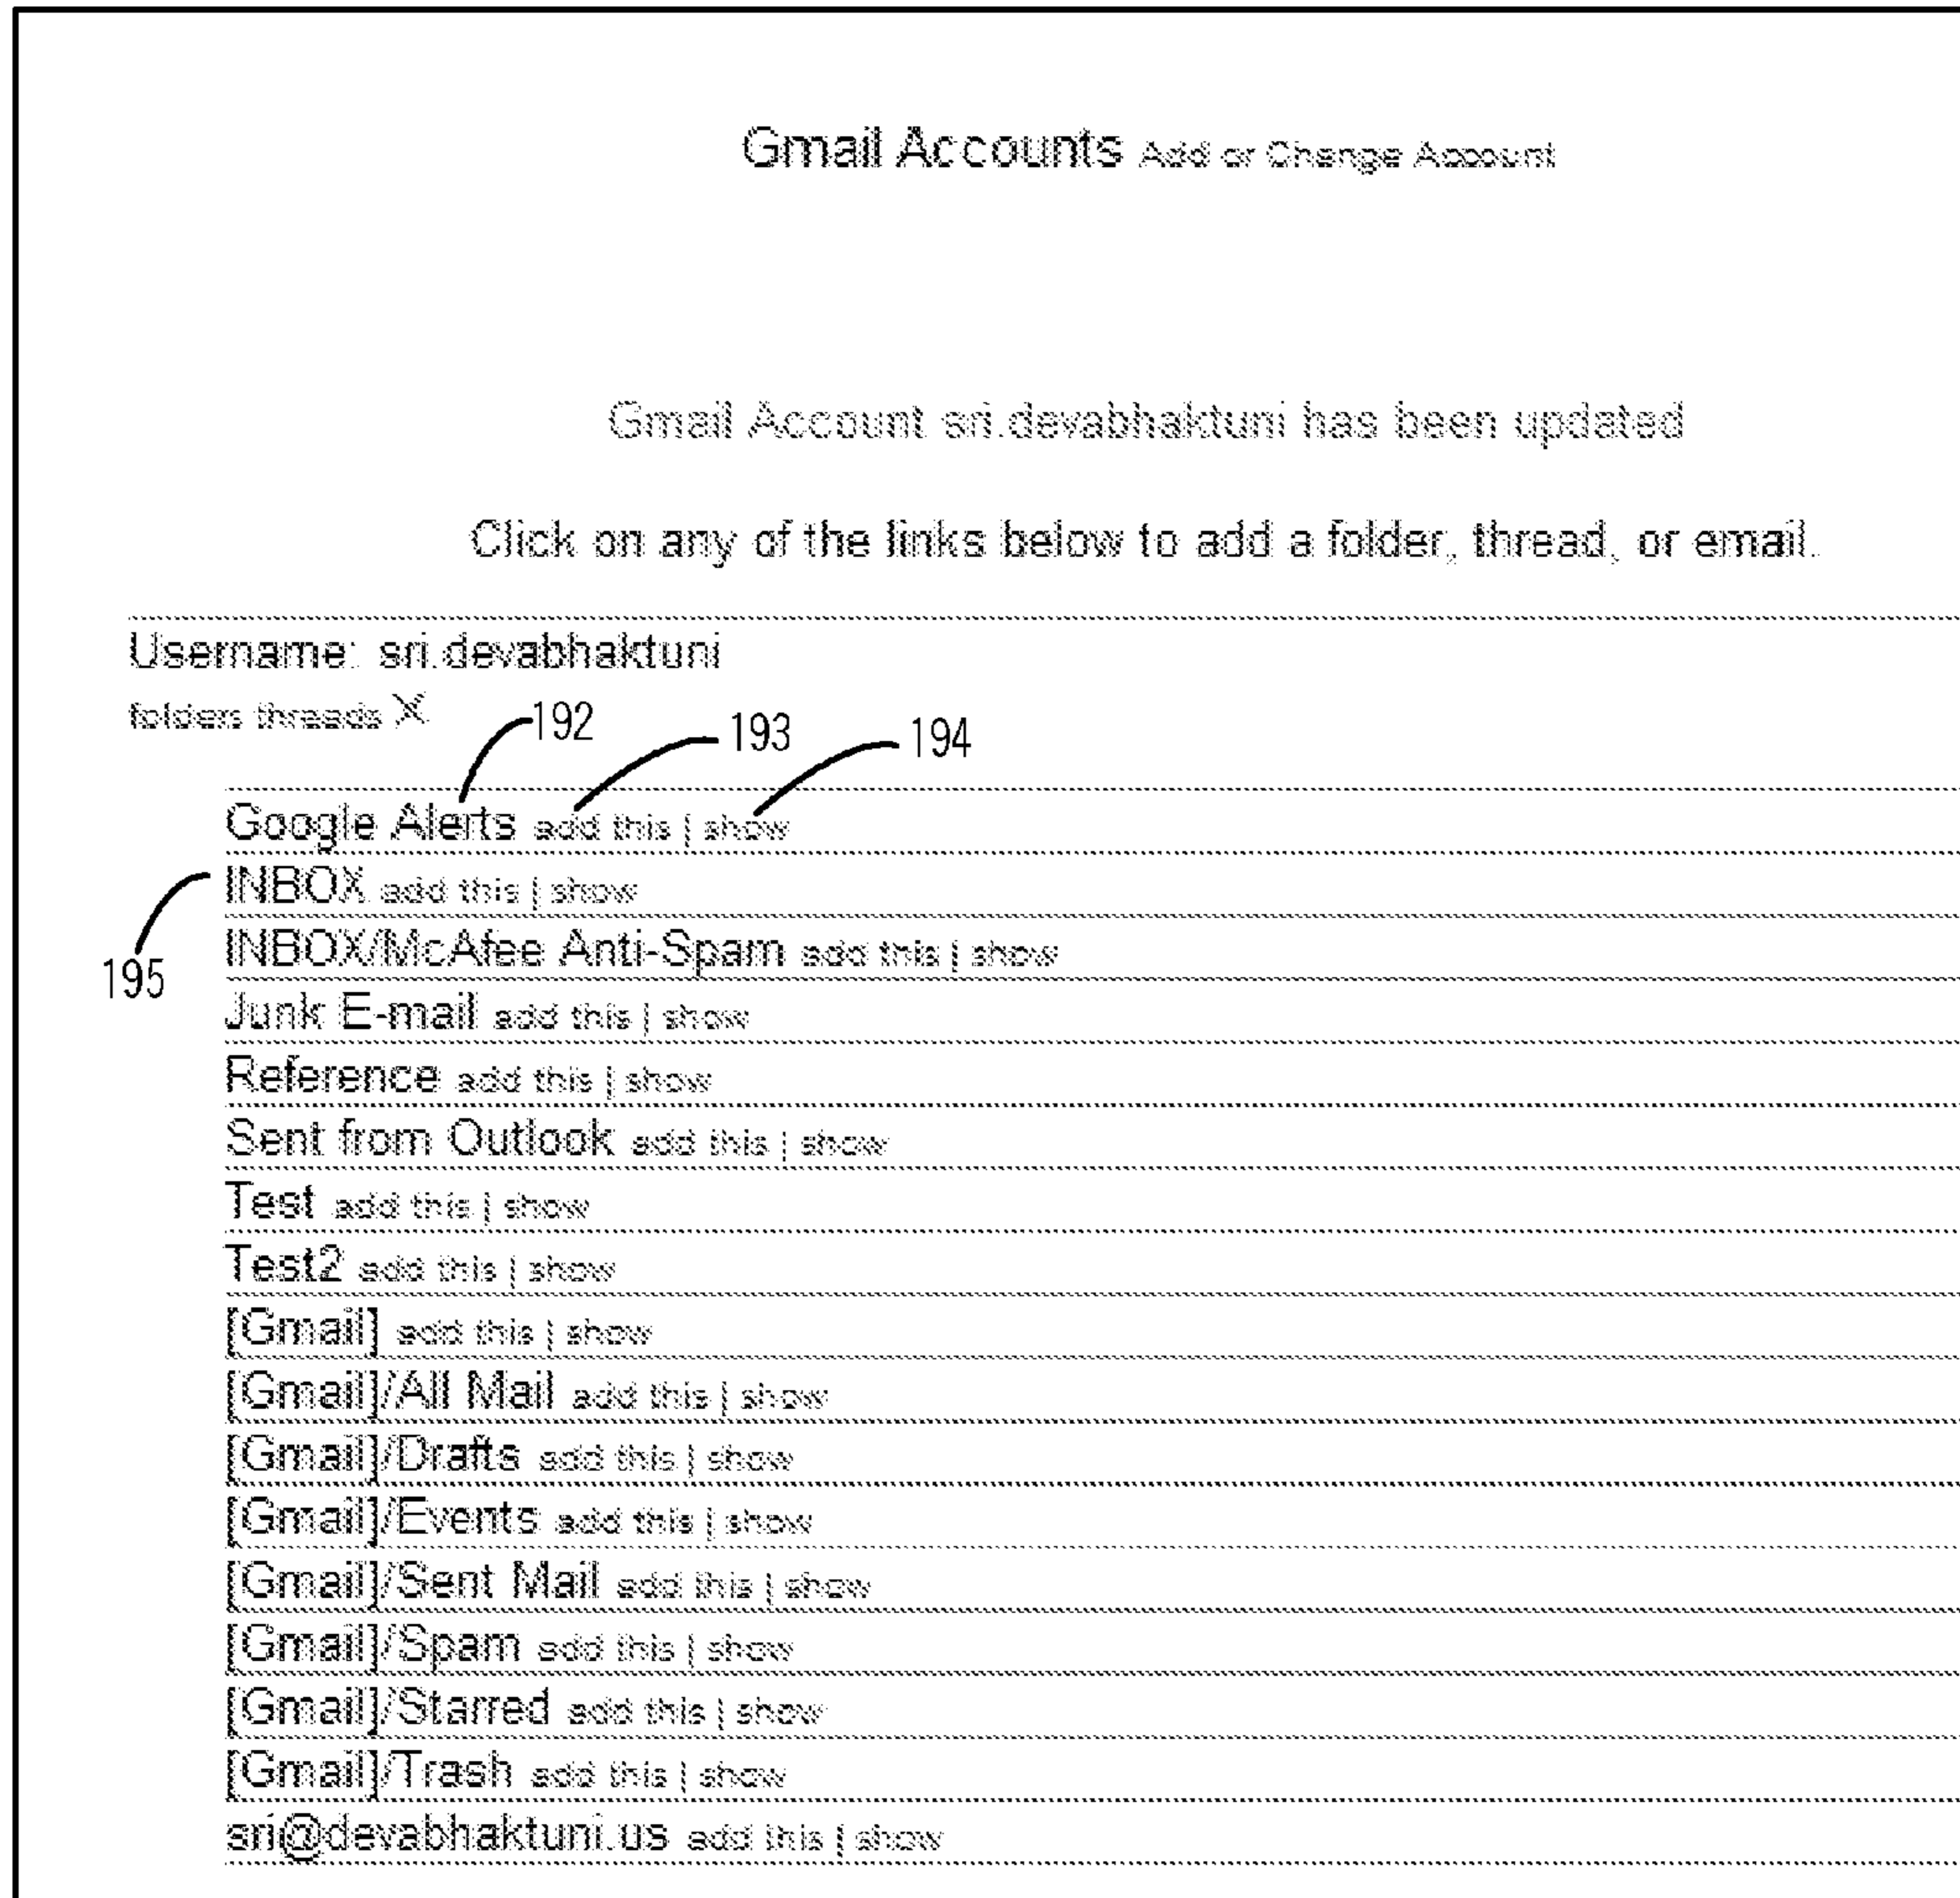 Gmail Accounts Add or Change Account
Gmail Account sri.devabhaktuni has been updated
Click on any of the links below to add a folder, thread, or email.
Username: sri.devabhaktuni
folders threads X
192
193
194
Google Alerts add this | show
INBOX add this | show
195
INBOX/McAfee Anti-Spam add this | show
Junk E-mail add this | show
Reference add this | show
Sent from Outlook add this | show
Test add this | show
Test2 add this | show
[Gmail] add this | show
[Gmail]/All Mail add this | show
[Gmail]/Drafts add this | show
[Gmail]/Events add this | show
[Gmail]/Sent Mail add this | show
[Gmail]/Spam add this | show
[Gmail]/Starred add this | show
[Gmail]/Trash add this | show
sri@devabhaktuni.us add this | show